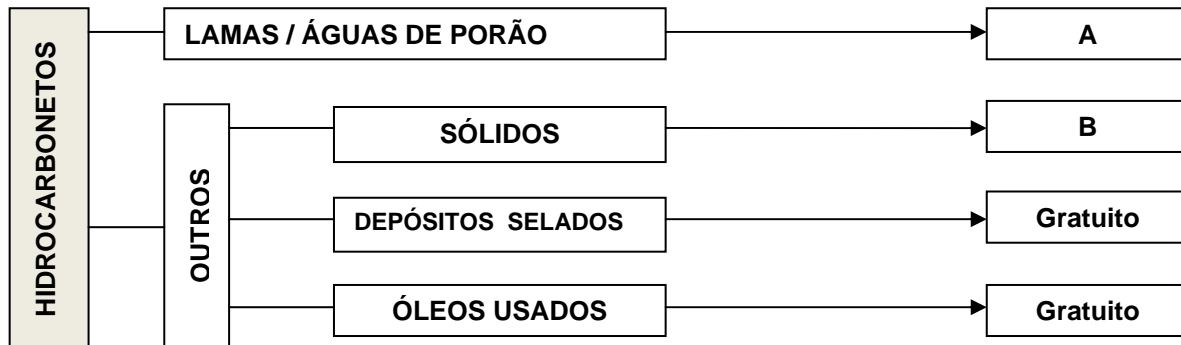 HIDROCARBONETOS
LAMAS / ÁGUAS DE PORÃO
A
OUTROS
SÓLIDOS
B
DEPÓSITOS SELADOS
Gratuito
ÓLEOS USADOS
Gratuito